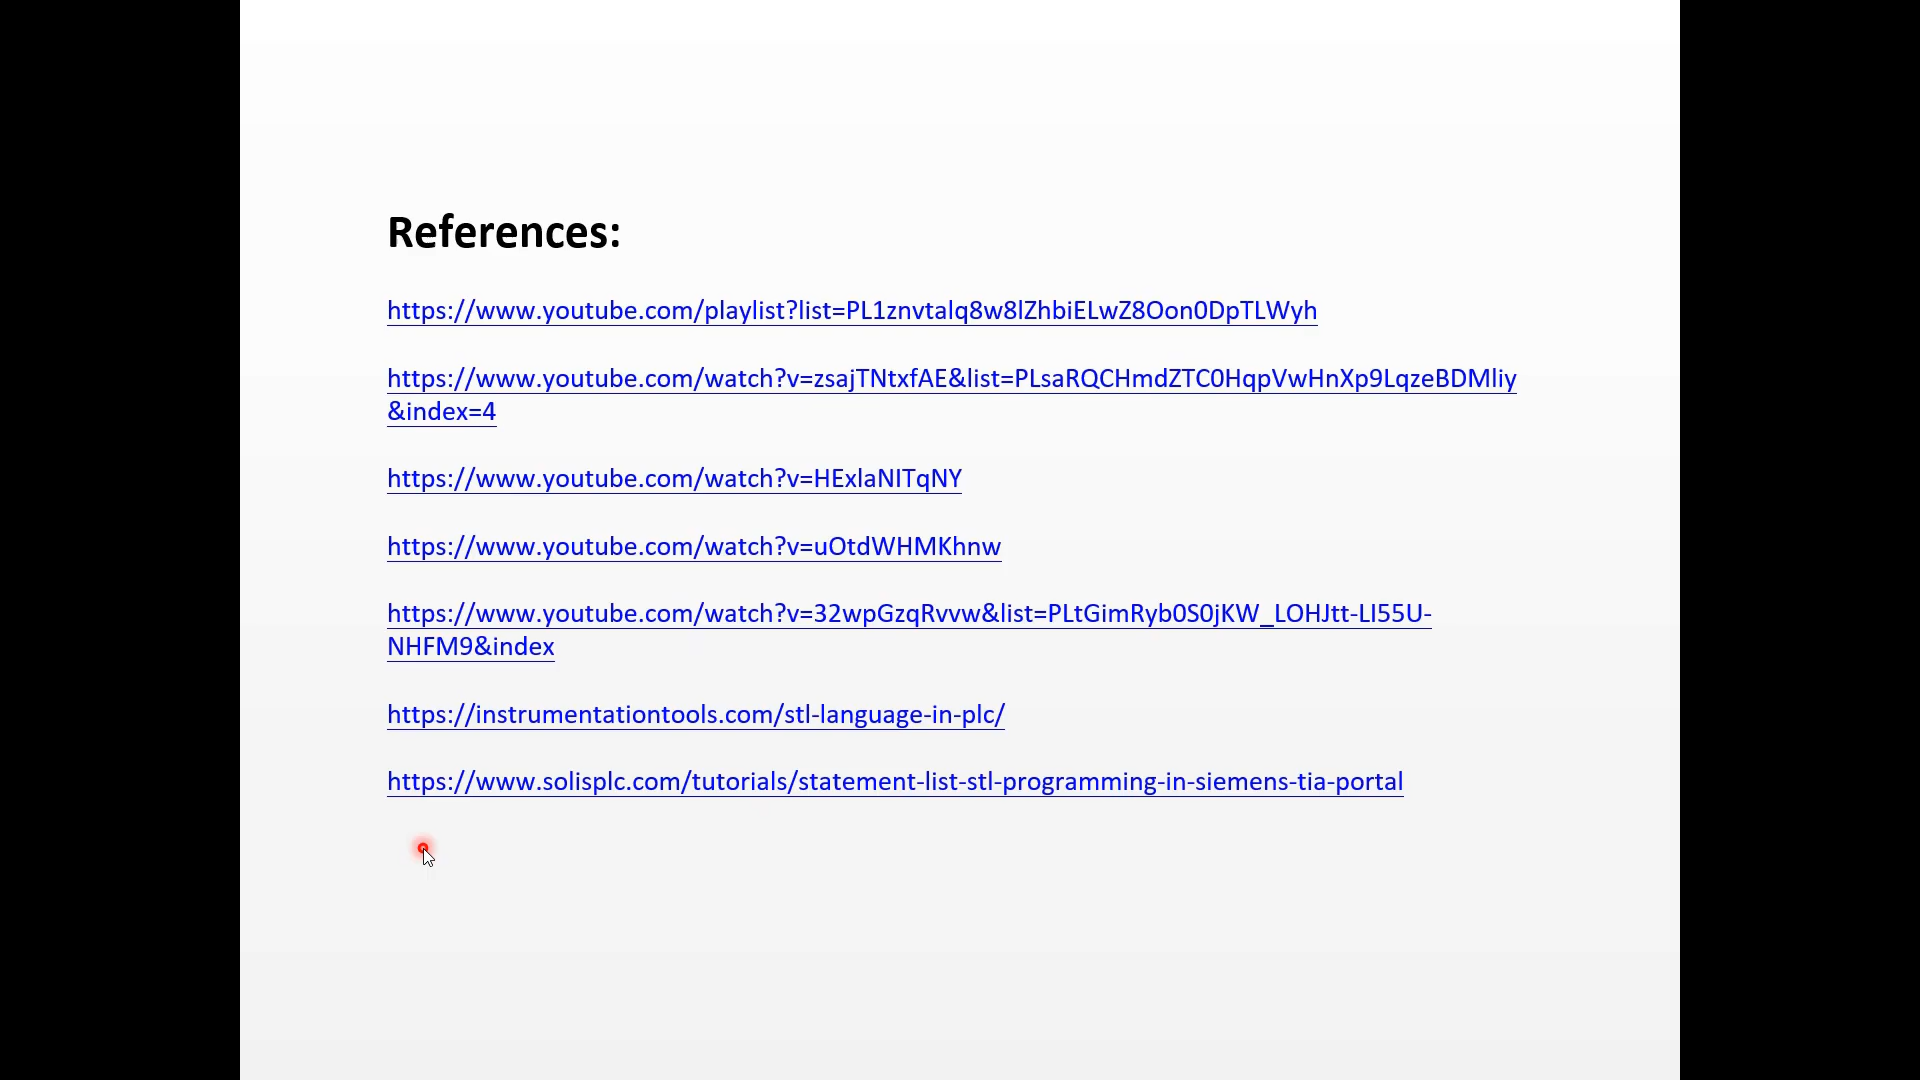 References:
https://www.youtube.com/playlist?list=PL1znvtalq8w8lZhbiELwZ8Oon0DpTLWyh
https://www.youtube.com/watch?v=zsajTNtxfAE&list=PLsaRQCHmdZTC0HqpVwHnXp9LqzeBDMliy
&index=4
https://www.youtube.com/watch?v=HExlaNITqNY
https://www.youtube.com/watch?v=uOtdWHMKhnw
https://www.youtube.com/watch?v=32wpGzqRvvw&list=PLtGimRyb0S0jKW_LOHJtt-LI55U-
NHFM9&index
https://instrumentationtools.com/stl-language-in-plc/
https://www.solisplc.com/tutorials/statement-list-stl-programming-in-siemens-tia-portal